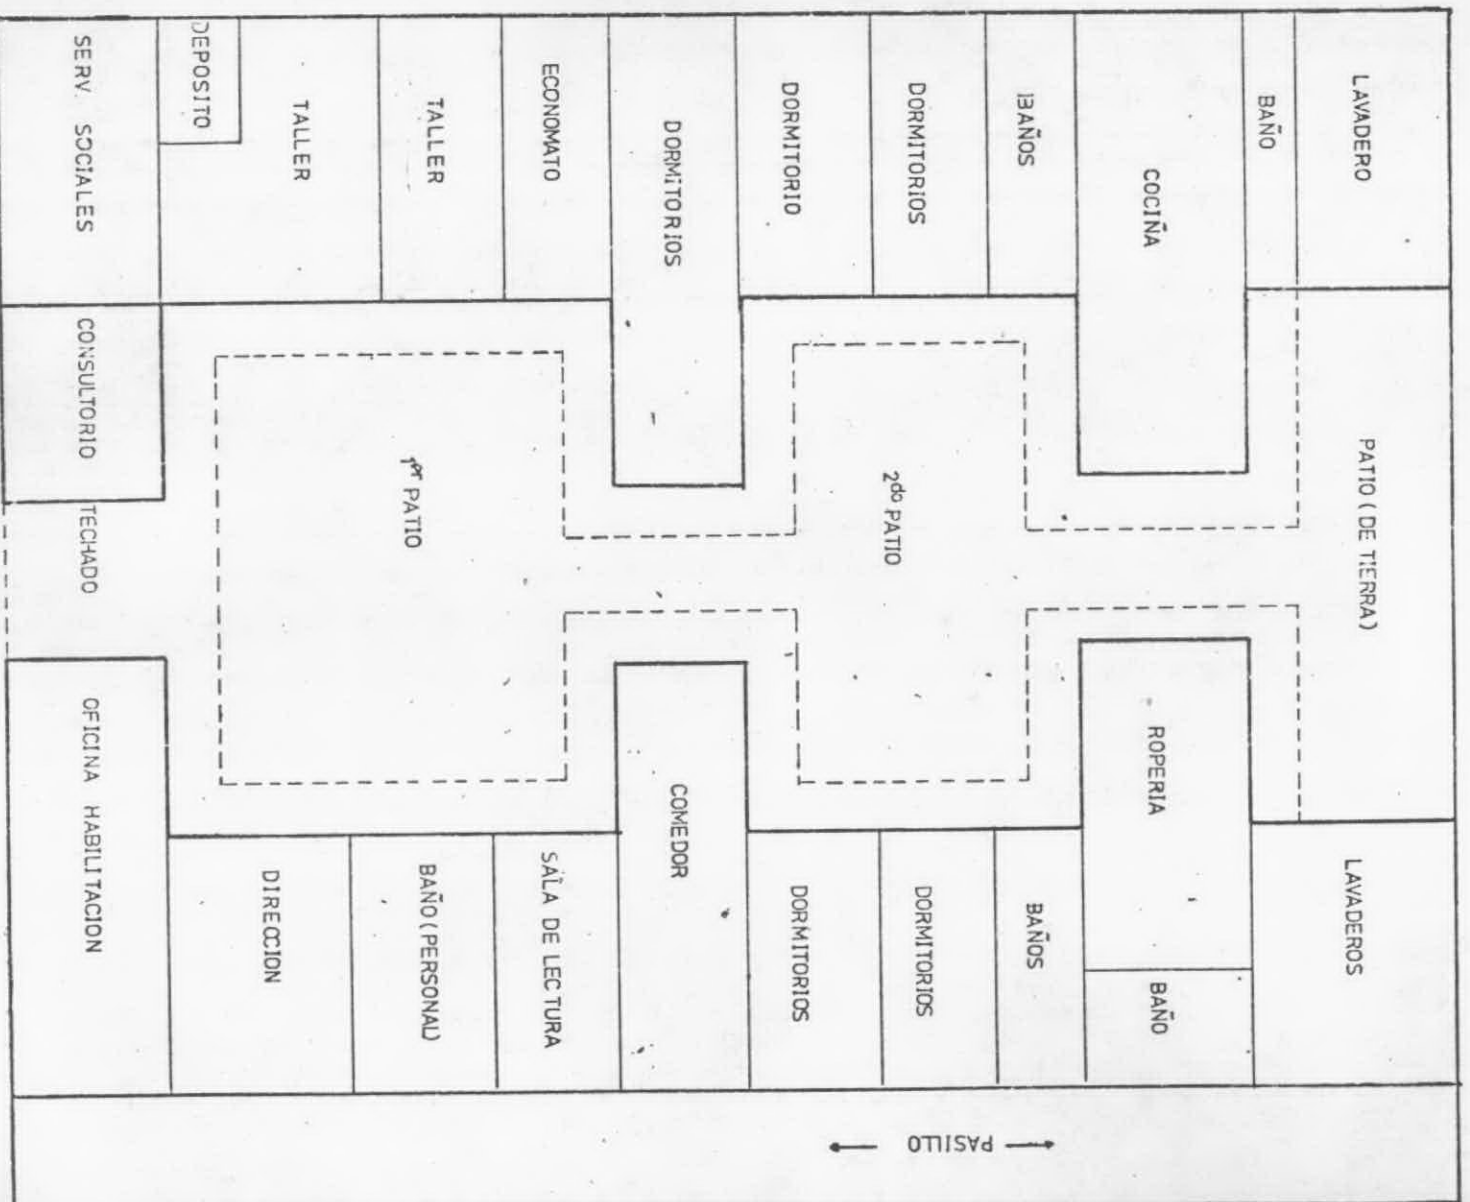 SERV. SOCIALES
DEPOSITO
TALLER
TALLER
ECONOMATO
DORMITORIOS
DORMITORIO
DORMITORIOS
BAÑOS
COCIÑA
BAÑO
LAVADERO
CONSULTORIO
TECHADO
1er PATIO
2do PATIO
PATIO (DE TIERRA)
OFICINA HABILITACION
DIRECCION
BAÑO (PERSONAL)
SALA DE LECTURA
COMEDOR
DORMITORIOS
DORMITORIOS
BAÑOS
ROPERIA
BAÑO
LAVADEROS
PASILLO